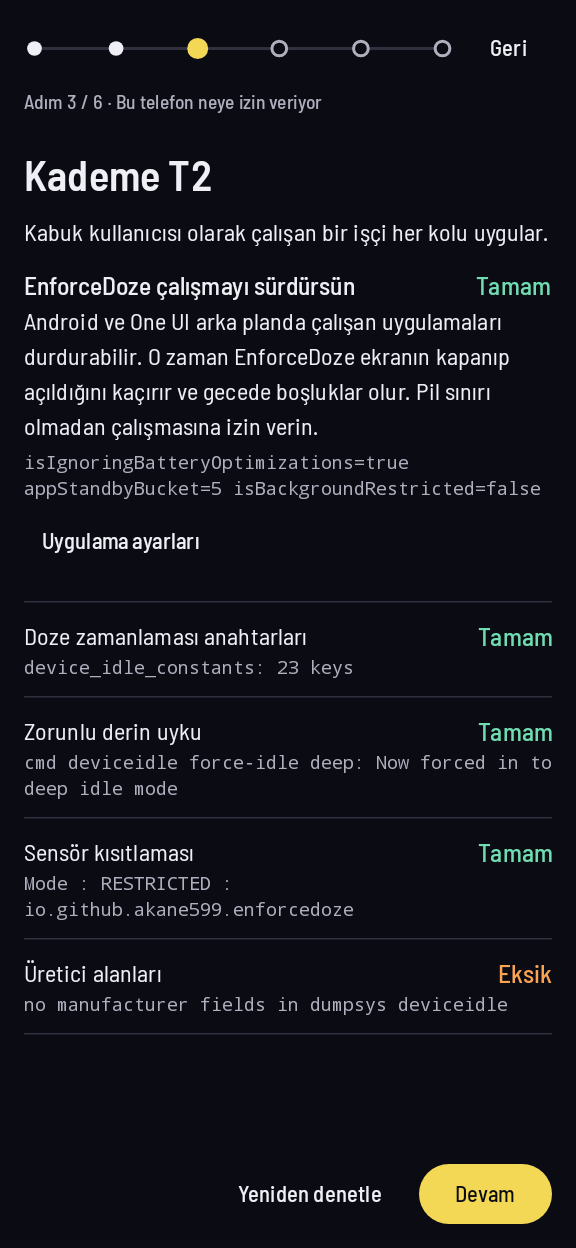 Geri
Adım 3 / 6 · Bu telefon neye izin veriyor
Kademe T2
Kabuk kullanıcısı olarak çalışan bir işçi her kolu uygular.
EnforceDoze çalışmayı sürdürsün Tamam
Android ve One UI arka planda çalışan uygulamaları
durdurabilir. O zaman EnforceDoze ekranın kapanıp
açıldığını kaçırır ve gecede boşluklar olur. Pil sınırı
olmadan çalışmasına izin verin.
isIgnoringBatteryOptimizations=true
appStandbyBucket=5 isBackgroundRestricted=false
Uygulama ayarları
Doze zamanlaması anahtarları Tamam
device_idle_constants: 23 keys
Zorunlu derin uyku Tamam
cmd deviceidle force-idle deep: Now forced in to
deep idle mode
Sensör kısıtlaması Tamam
Mode : RESTRICTED :
io.github.akane599.enforcedoze
Üretici alanları Eksik
no manufacturer fields in dumpsys deviceidle
Yeniden denetle Devam